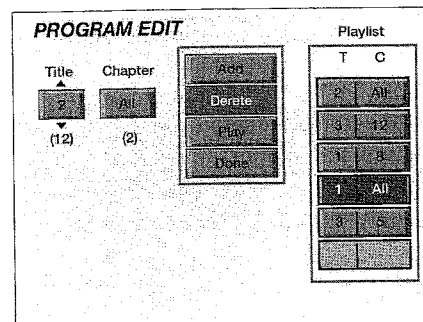 PROGRAM EDIT
Title Chapter
2 All
(12) (2)
Add
Derete
Play
Done
Playlist
T C
2 All
3 12
1 8
1 All
3 5